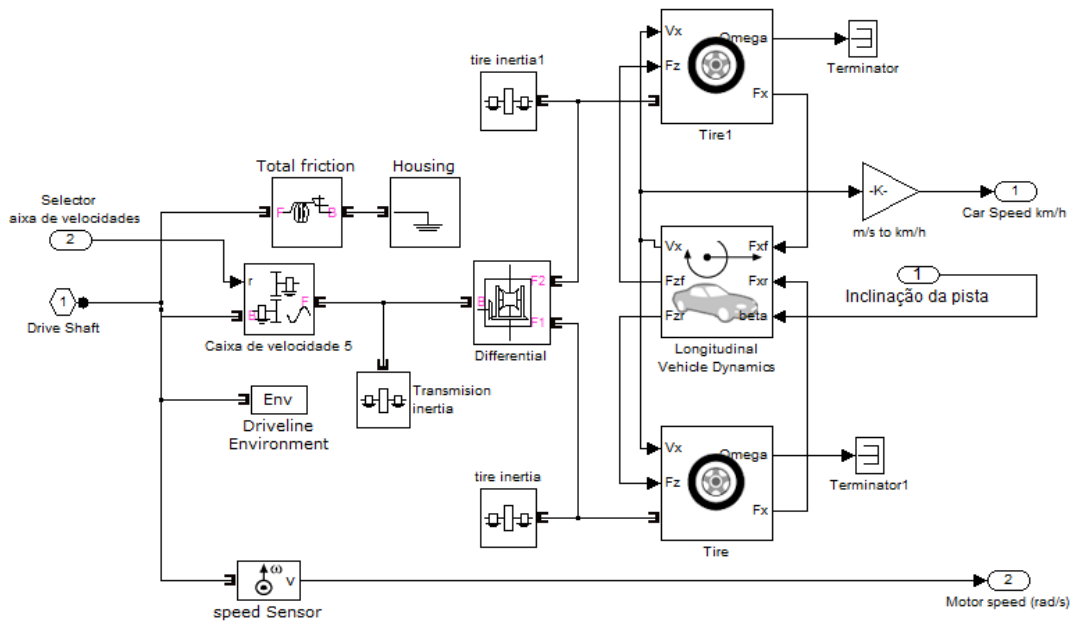 Vx
Omega
Fz
Fx
Tire1
Terminator
tire inertia1
Total friction
Housing
F
B
Selector
aixa de velocidades
2
r
B
F
Caixa de velocidade 5
1
Drive Shaft
-K-
m/s to km/h
1
Car Speed km/h
Vx
Fxf
Fzf
Fxr
Fzr
beta
Longitudinal
Vehicle Dynamics
1
Inclinação da pista
B
F2
F1
Differential
Transmision
inertia
Env
Driveline
Environment
Vx
Omega
Fz
Fx
Tire
Terminator1
tire inertia
ω
V
speed Sensor
2
Motor speed (rad/s)